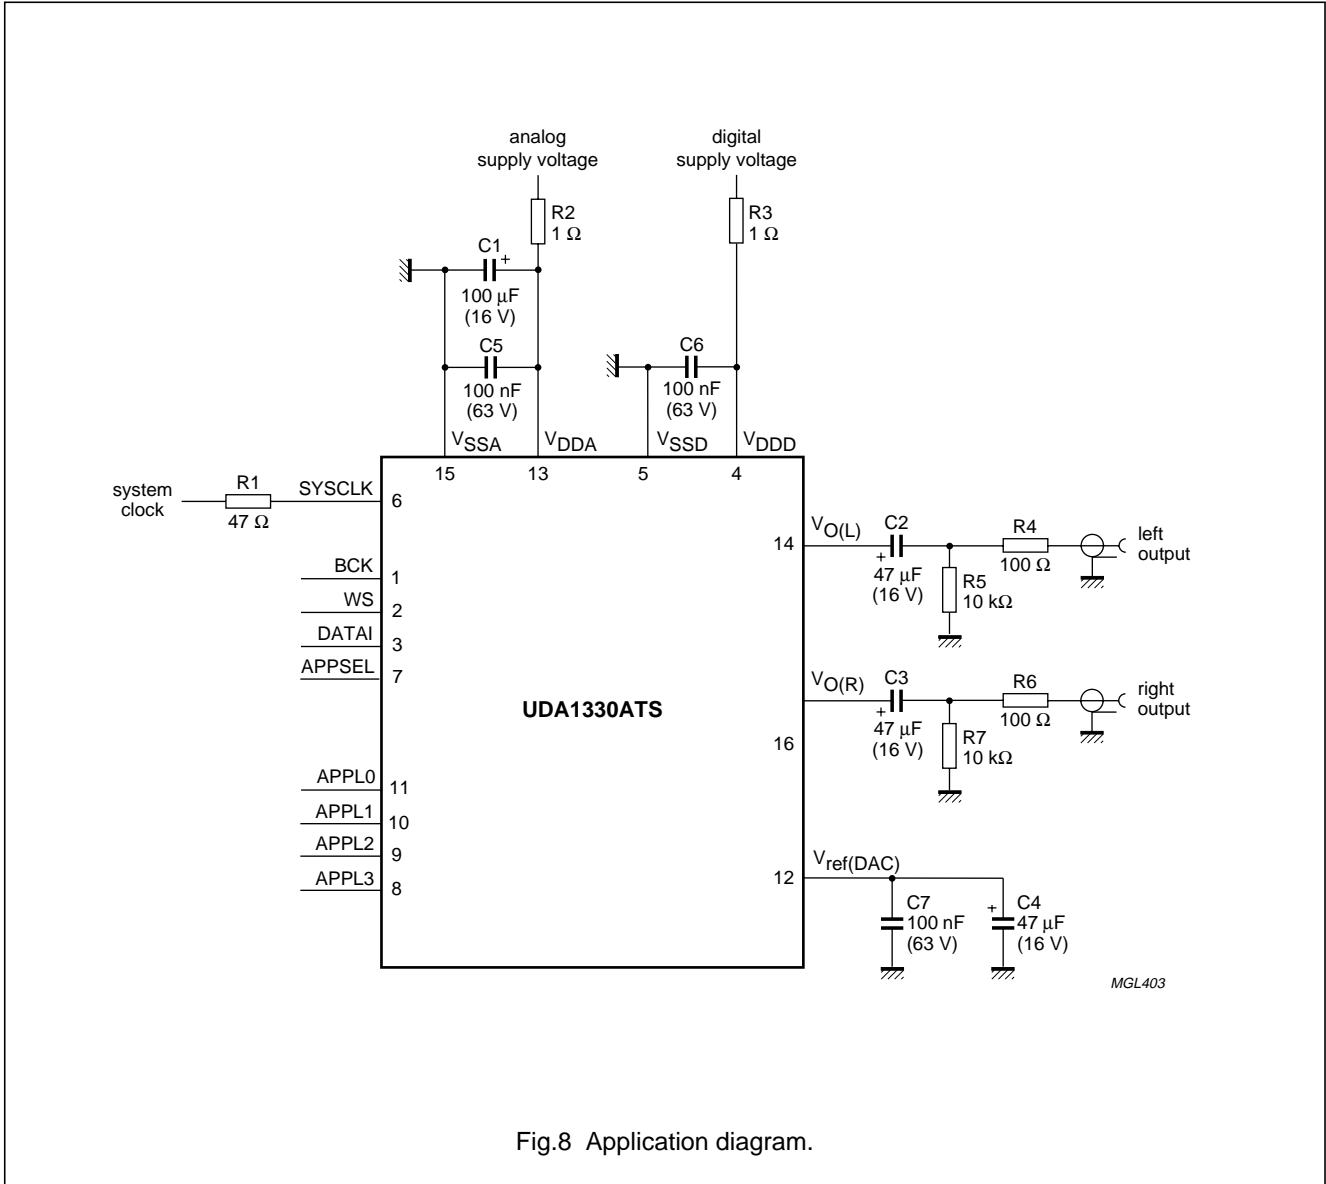 analog
supply voltage
digital
supply voltage
R2
1 Ω
R3
1 Ω
C1
+
100 μF
(16 V)
C5
100 nF
(63 V)
C6
100 nF
(63 V)
VSSA
VDDA
VSSD
VDDD
15
13
5
4
system
clock
R1
47 Ω
SYSCLK
6
BCK
1
WS
2
DATAI
3
APPSEL
7
APPL0
11
APPL1
10
APPL2
9
APPL3
8
UDA1330ATS
14
VO(L)
C2
+
47 μF
(16 V)
R5
10 kΩ
R4
100 Ω
left
output
VO(R)
16
C3
+
47 μF
(16 V)
R7
10 kΩ
R6
100 Ω
right
output
12
Vref(DAC)
C7
100 nF
(63 V)
+
C4
47 μF
(16 V)
MGL403
Fig.8 Application diagram.